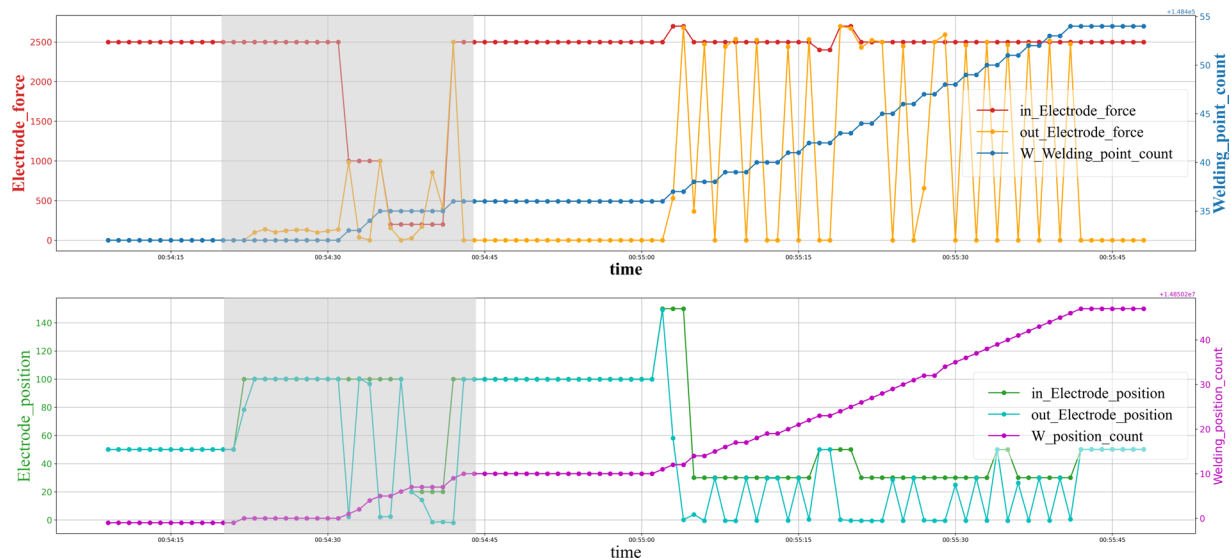 +1.484e5
Electrode_force
2500
2000
1500
1000
500
0
55
50
45
40
35
Welding_point_count
in_Electrode_force
out_Electrode_force
W_Welding_point_count
00:54:15
00:54:30
00:54:45
00:55:00
00:55:15
00:55:30
00:55:45
time
+1.48502e7
Electrode_position
140
120
100
80
60
40
20
0
40
30
20
10
0
Welding_position_count
in_Electrode_position
out_Electrode_position
W_position_count
00:54:15
00:54:30
00:54:45
00:55:00
00:55:15
00:55:30
00:55:45
time